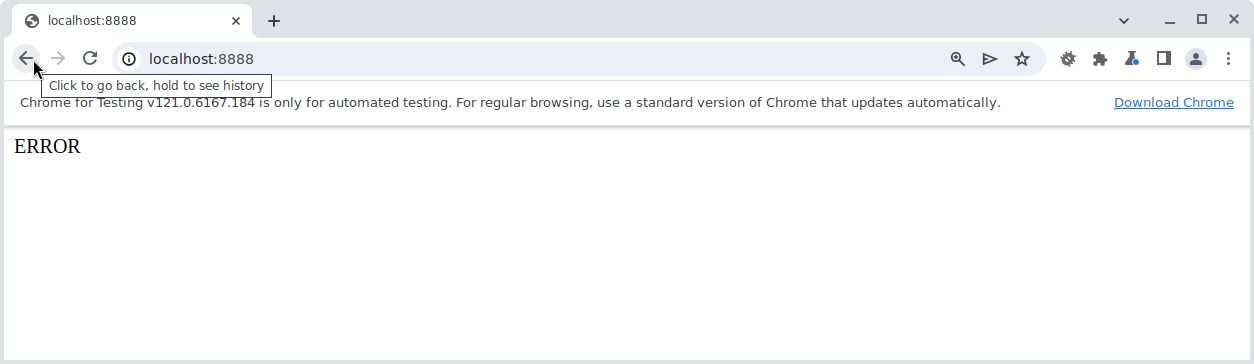 localhost:8888
localhost:8888
Click to go back, hold to see history
Chrome for Testing v121.0.6167.184 is only for automated testing. For regular browsing, use a standard version of Chrome that updates automatically.
Download Chrome
ERROR